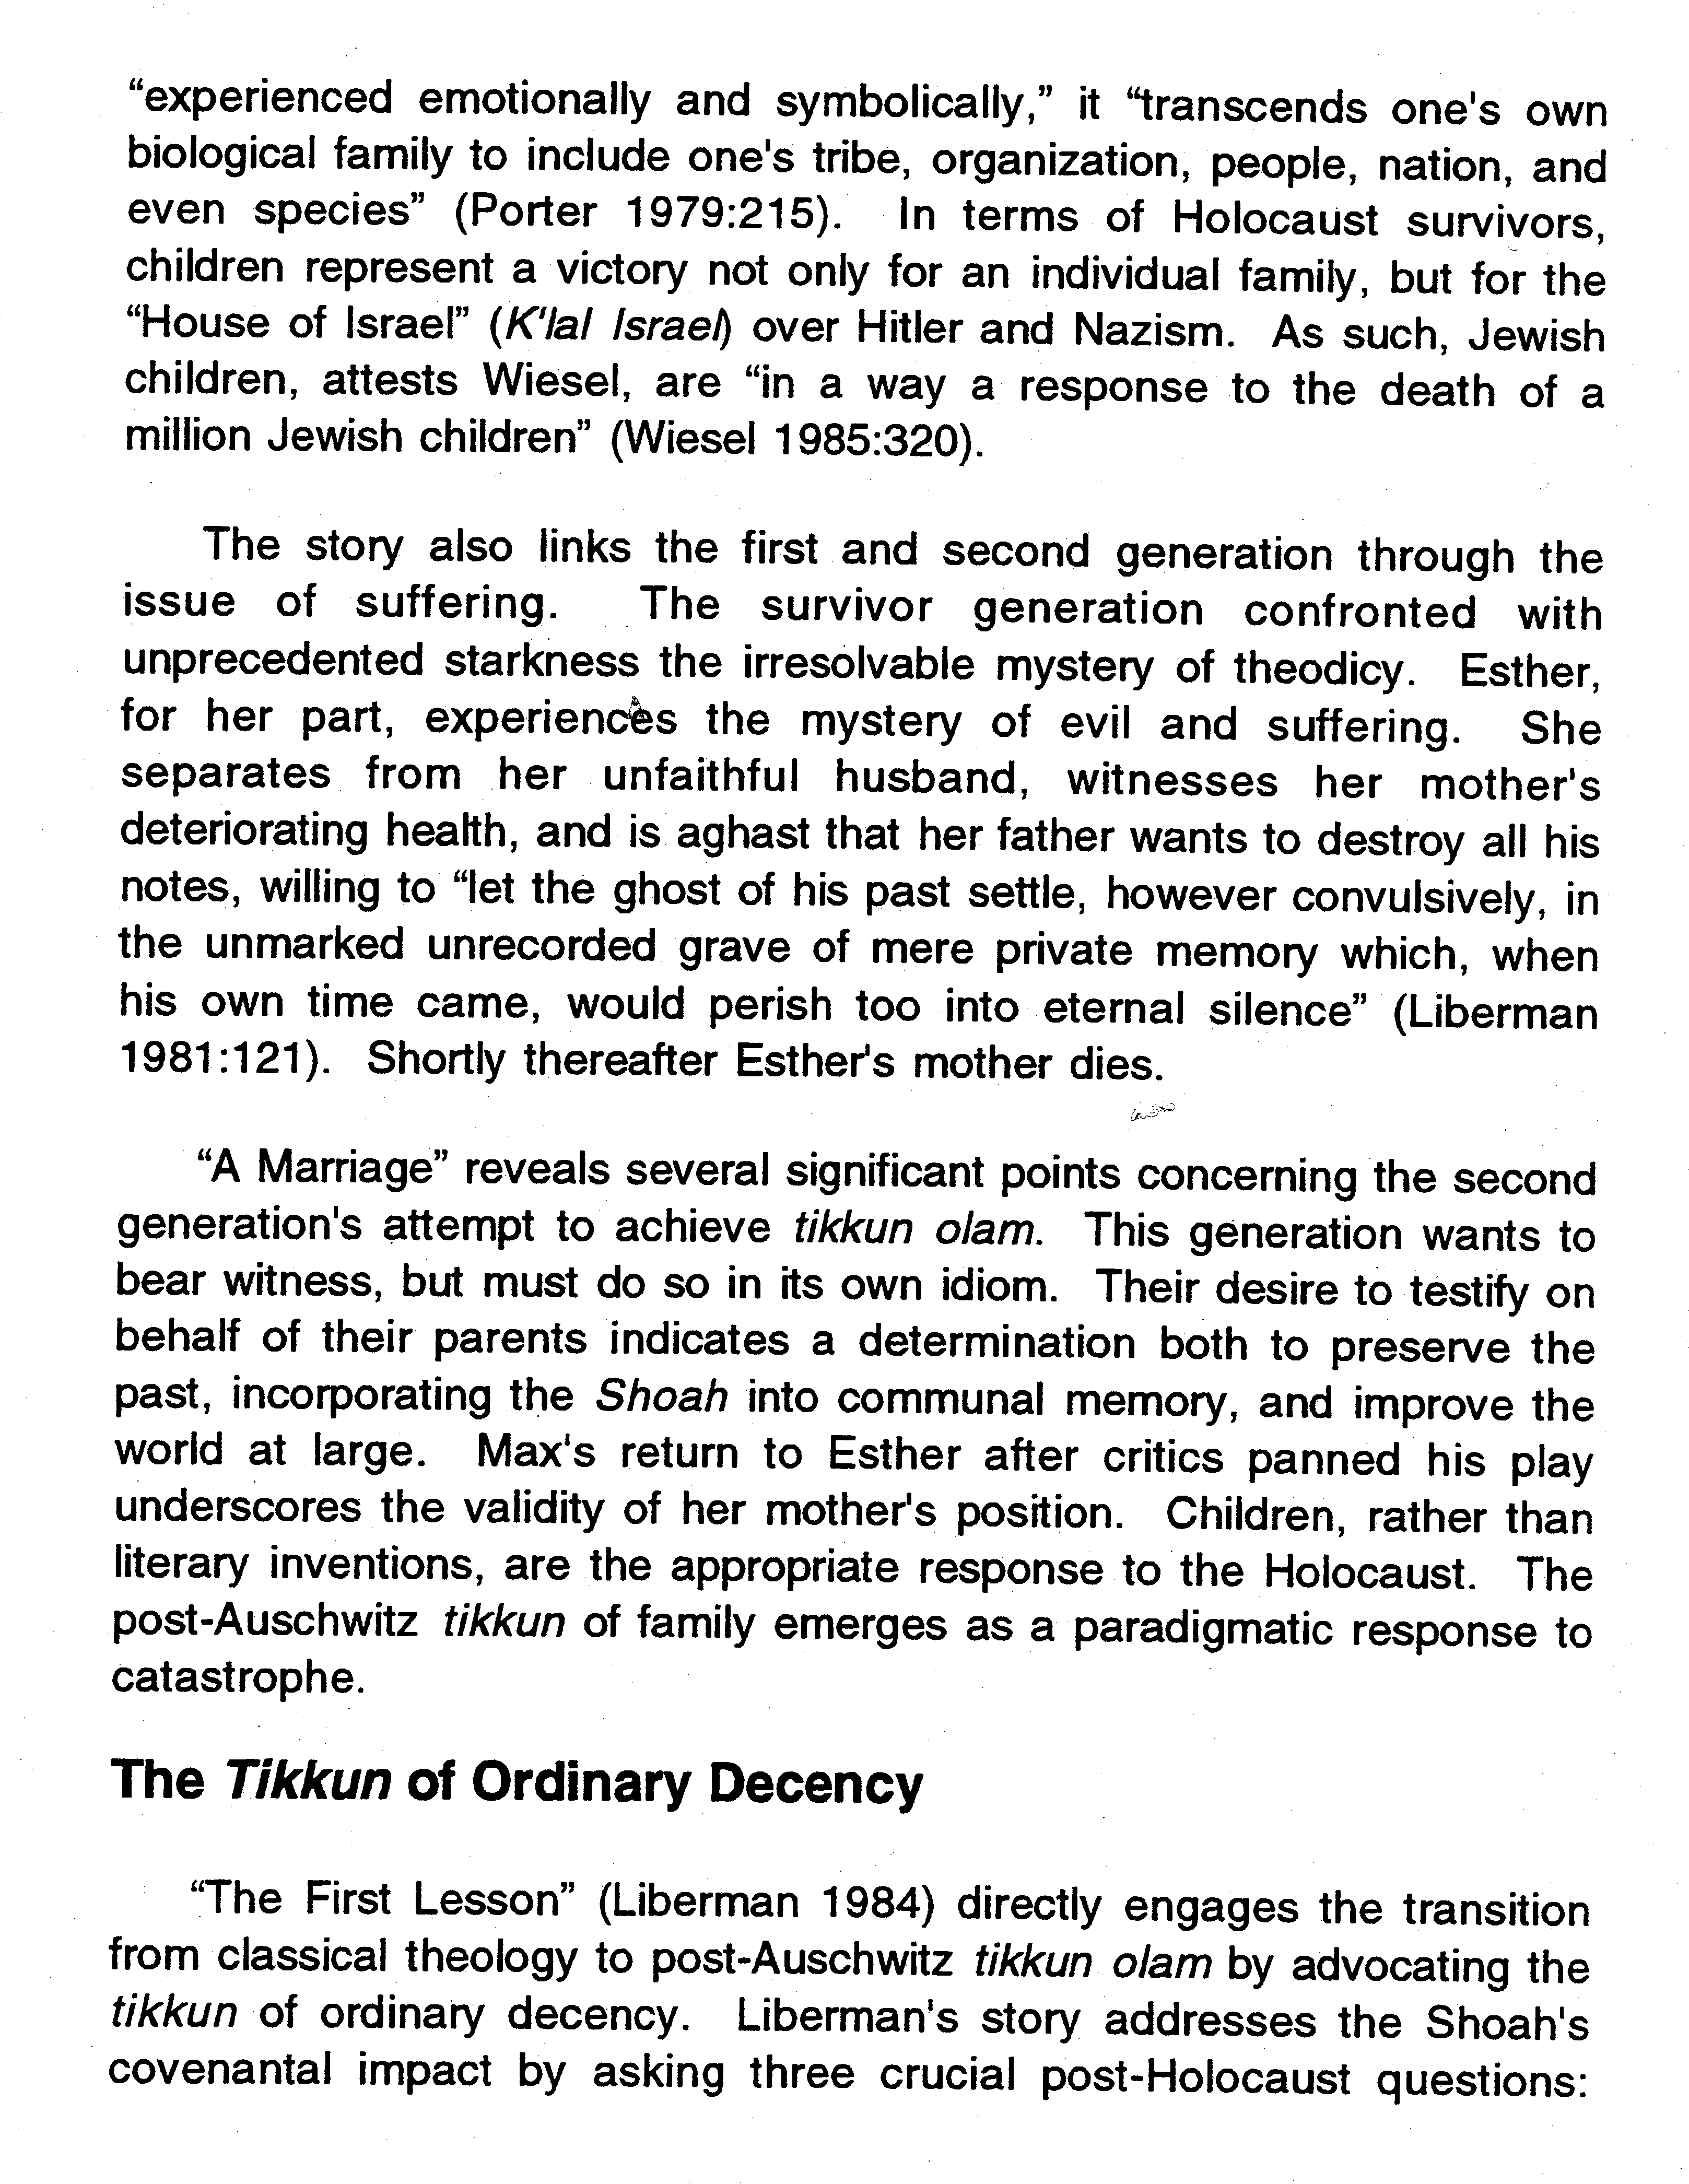 “experienced emotionally and symbolically,” it “transcends one's own
biological family to include one's tribe, organization, people, nation, and
even species” (Porter 1979:215). In terms of Holocaust survivors,
children represent a victory not only for an individual family, but for the
“House of Israel” (K'lal Israel) over Hitler and Nazism. As such, Jewish
children, attests Wiesel, are “in a way a response to the death of a
million Jewish children” (Wiesel 1985:320).
The story also links the first and second generation through the
issue of suffering. The survivor generation confronted with
unprecedented starkness the irresolvable mystery of theodicy. Esther,
for her part, experiences the mystery of evil and suffering. She
separates from her unfaithful husband, witnesses her mother's
deteriorating health, and is aghast that her father wants to destroy all his
notes, willing to “let the ghost of his past settle, however convulsively, in
the unmarked unrecorded grave of mere private memory which, when
his own time came, would perish too into eternal silence” (Liberman
1981:121). Shortly thereafter Esther's mother dies.
“A Marriage” reveals several significant points concerning the second
generation's attempt to achieve tikkun olam. This generation wants to
bear witness, but must do so in its own idiom. Their desire to testify on
behalf of their parents indicates a determination both to preserve the
past, incorporating the Shoah into communal memory, and improve the
world at large. Max's return to Esther after critics panned his play
underscores the validity of her mother's position. Children, rather than
literary inventions, are the appropriate response to the Holocaust. The
post-Auschwitz tikkun of family emerges as a paradigmatic response to
catastrophe.
The Tikkun of Ordinary Decency
“The First Lesson” (Liberman 1984) directly engages the transition
from classical theology to post-Auschwitz tikkun olam by advocating the
tikkun of ordinary decency. Liberman's story addresses the Shoah's
covenantal impact by asking three crucial post-Holocaust questions: